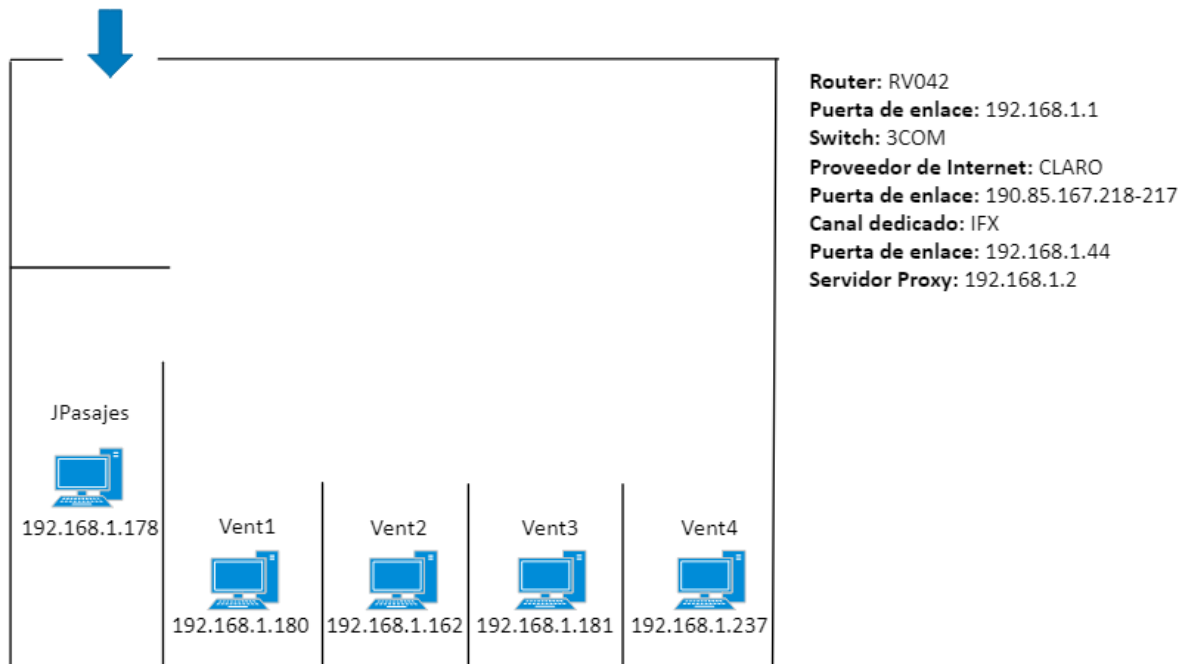 Router: RV042
Puerta de enlace: 192.168.1.1
Switch: 3COM
Proveedor de Internet: CLARO
Puerta de enlace: 190.85.167.218-217
Canal dedicado: IFX
Puerta de enlace: 192.168.1.44
Servidor Proxy: 192.168.1.2
JPasajes
192.168.1.178
Vent1
192.168.1.180
Vent2
192.168.1.162
Vent3
192.168.1.181
Vent4
192.168.1.237